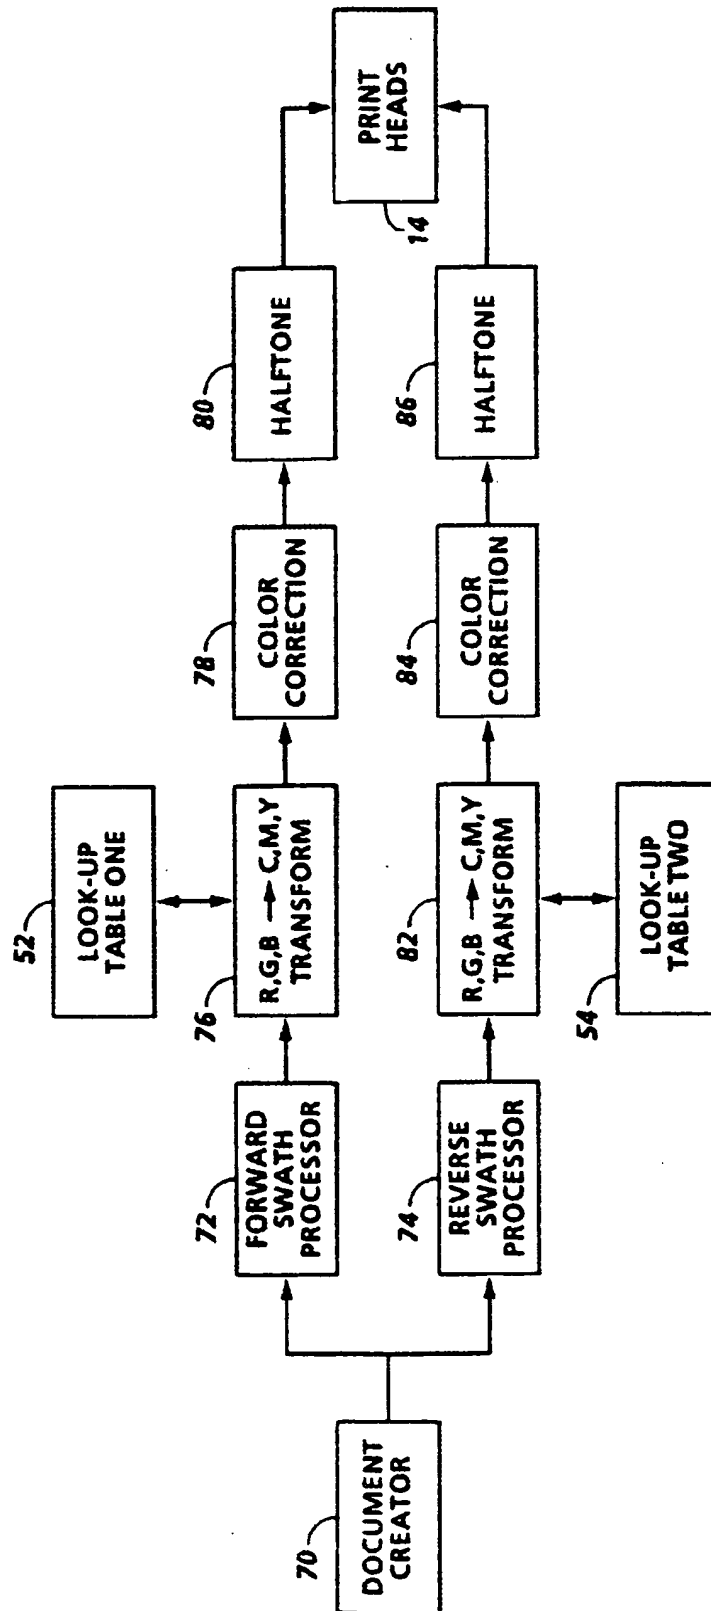 70
DOCUMENT
CREATOR
72
FORWARD
SWATH
PROCESSOR
74
REVERSE
SWATH
PROCESSOR
52
LOOK-UP
TABLE ONE
76
R,G,B → C,M,Y
TRANSFORM
82
R,G,B → C,M,Y
TRANSFORM
54
LOOK-UP
TABLE TWO
78
COLOR
CORRECTION
84
COLOR
CORRECTION
80
HALFTONE
86
HALFTONE
14
PRINT
HEADS